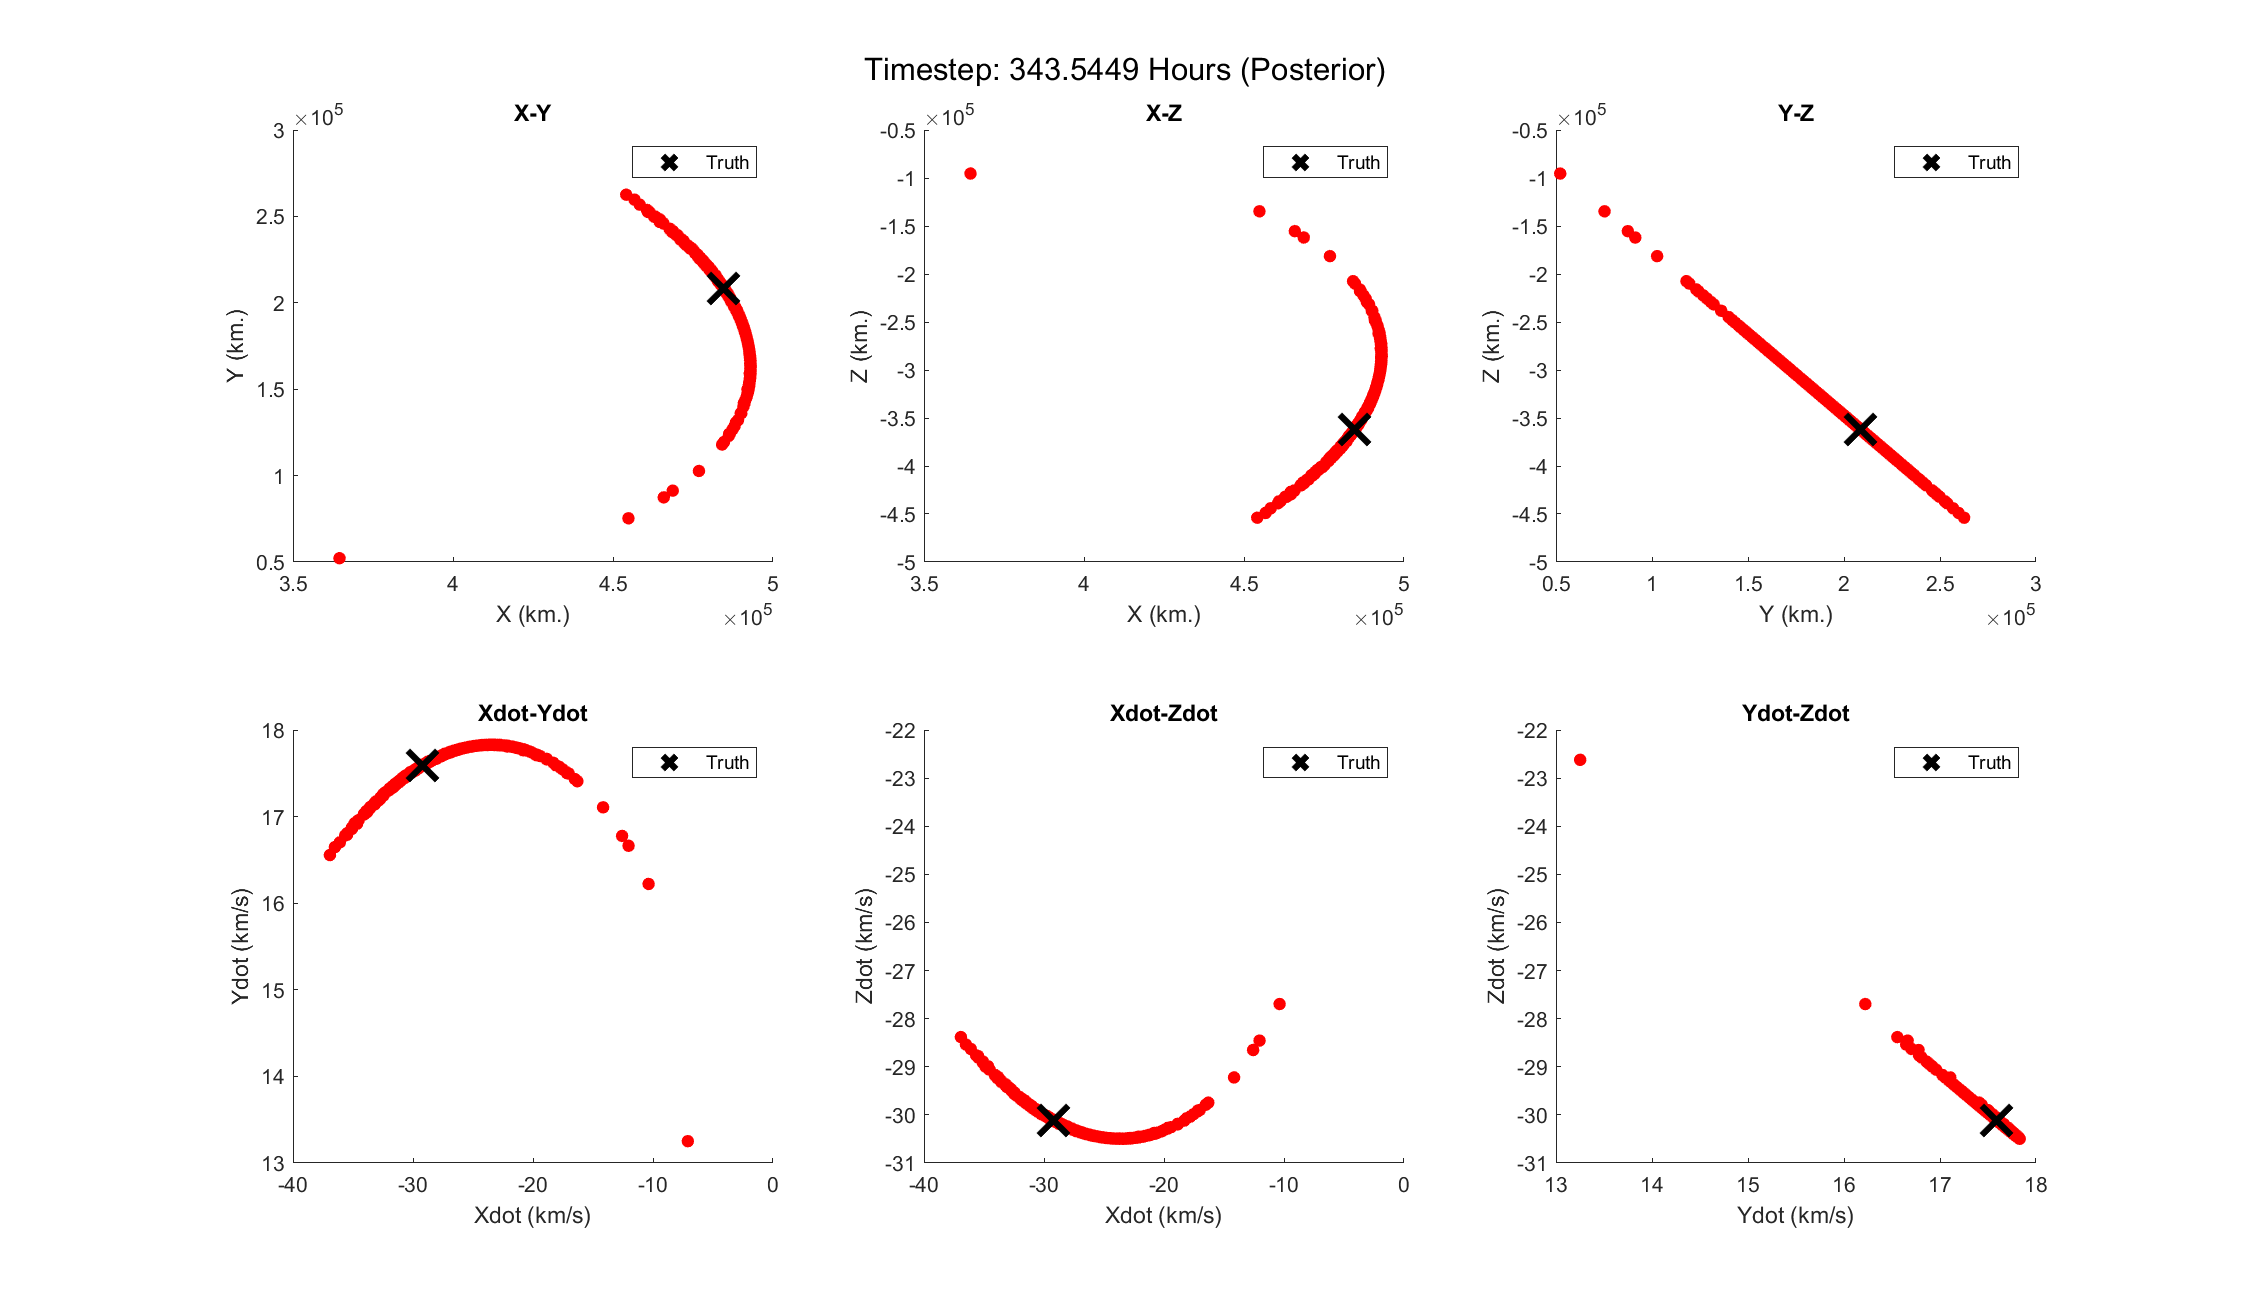 Timestep: 343.5449 Hours (Posterior)
X-Y
×10^5
3
2.5
2
1.5
1
0.5
Y (km.)
3.5 4 4.5 5
X (km.)
×10^5
Truth
X-Z
×10^5
-0.5
-1
-1.5
-2
-2.5
-3
-3.5
-4
-4.5
-5
Z (km.)
3.5 4 4.5 5
X (km.)
×10^5
Truth
Y-Z
×10^5
-0.5
-1
-1.5
-2
-2.5
-3
-3.5
-4
-4.5
-5
Z (km.)
0.5 1 1.5 2 2.5 3
Y (km.)
×10^5
Truth
Xdot-Ydot
18
17
16
15
14
13
Ydot (km/s)
-40 -30 -20 -10 0
Xdot (km/s)
Truth
Xdot-Zdot
-22
-23
-24
-25
-26
-27
-28
-29
-30
-31
Zdot (km/s)
-40 -30 -20 -10 0
Xdot (km/s)
Truth
Ydot-Zdot
-22
-23
-24
-25
-26
-27
-28
-29
-30
-31
Zdot (km/s)
13 14 15 16 17 18
Ydot (km/s)
Truth